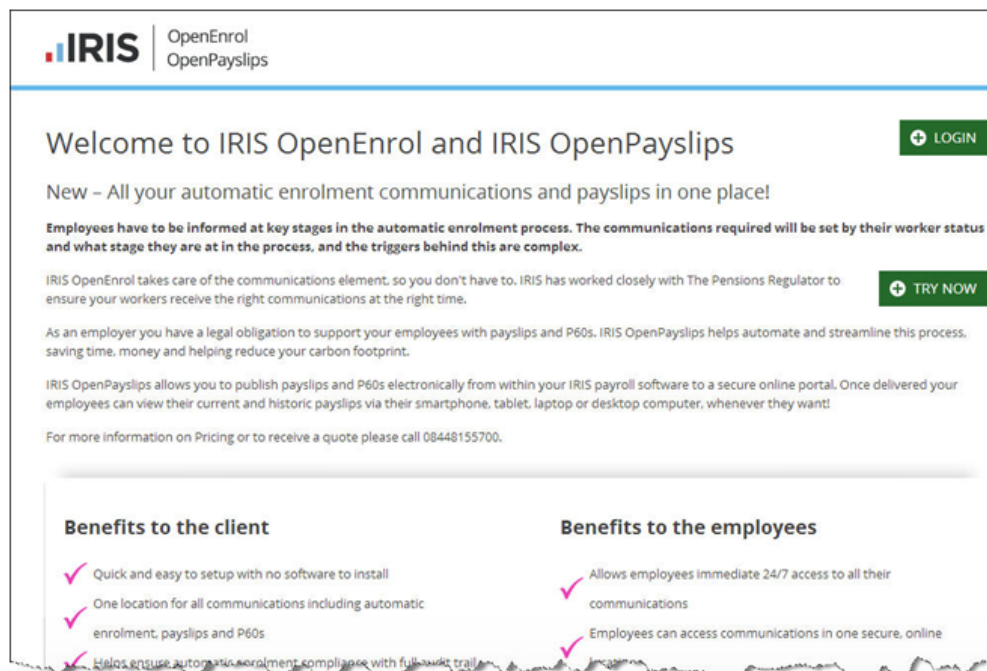 IRIS
OpenEnrol
OpenPayslips
Welcome to IRIS OpenEnrol and IRIS OpenPayslips
LOGIN
New – All your automatic enrolment communications and payslips in one place!
Employees have to be informed at key stages in the automatic enrolment process. The communications required will be set by their worker status
and what stage they are at in the process, and the triggers behind this are complex.
IRIS OpenEnrol takes care of the communications element, so you don't have to. IRIS has worked closely with The Pensions Regulator to
ensure your workers receive the right communications at the right time.
TRY NOW
As an employer you have a legal obligation to support your employees with payslips and P60s. IRIS OpenPayslips helps automate and streamline this process,
saving time, money and helping reduce your carbon footprint.
IRIS OpenPayslips allows you to publish payslips and P60s electronically from within your IRIS payroll software to a secure online portal. Once delivered your
employees can view their current and historic payslips via their smartphone, tablet, laptop or desktop computer, whenever they want!
For more information on Pricing or to receive a quote please call 08448155700.
Benefits to the client
Quick and easy to setup with no software to install
One location for all communications including automatic
enrolment, payslips and P60s
Helps ensure automatic enrolment compliance with full audit trail
Benefits to the employees
Allows employees immediate 24/7 access to all their
communications
Employees can access communications in one secure, online
location